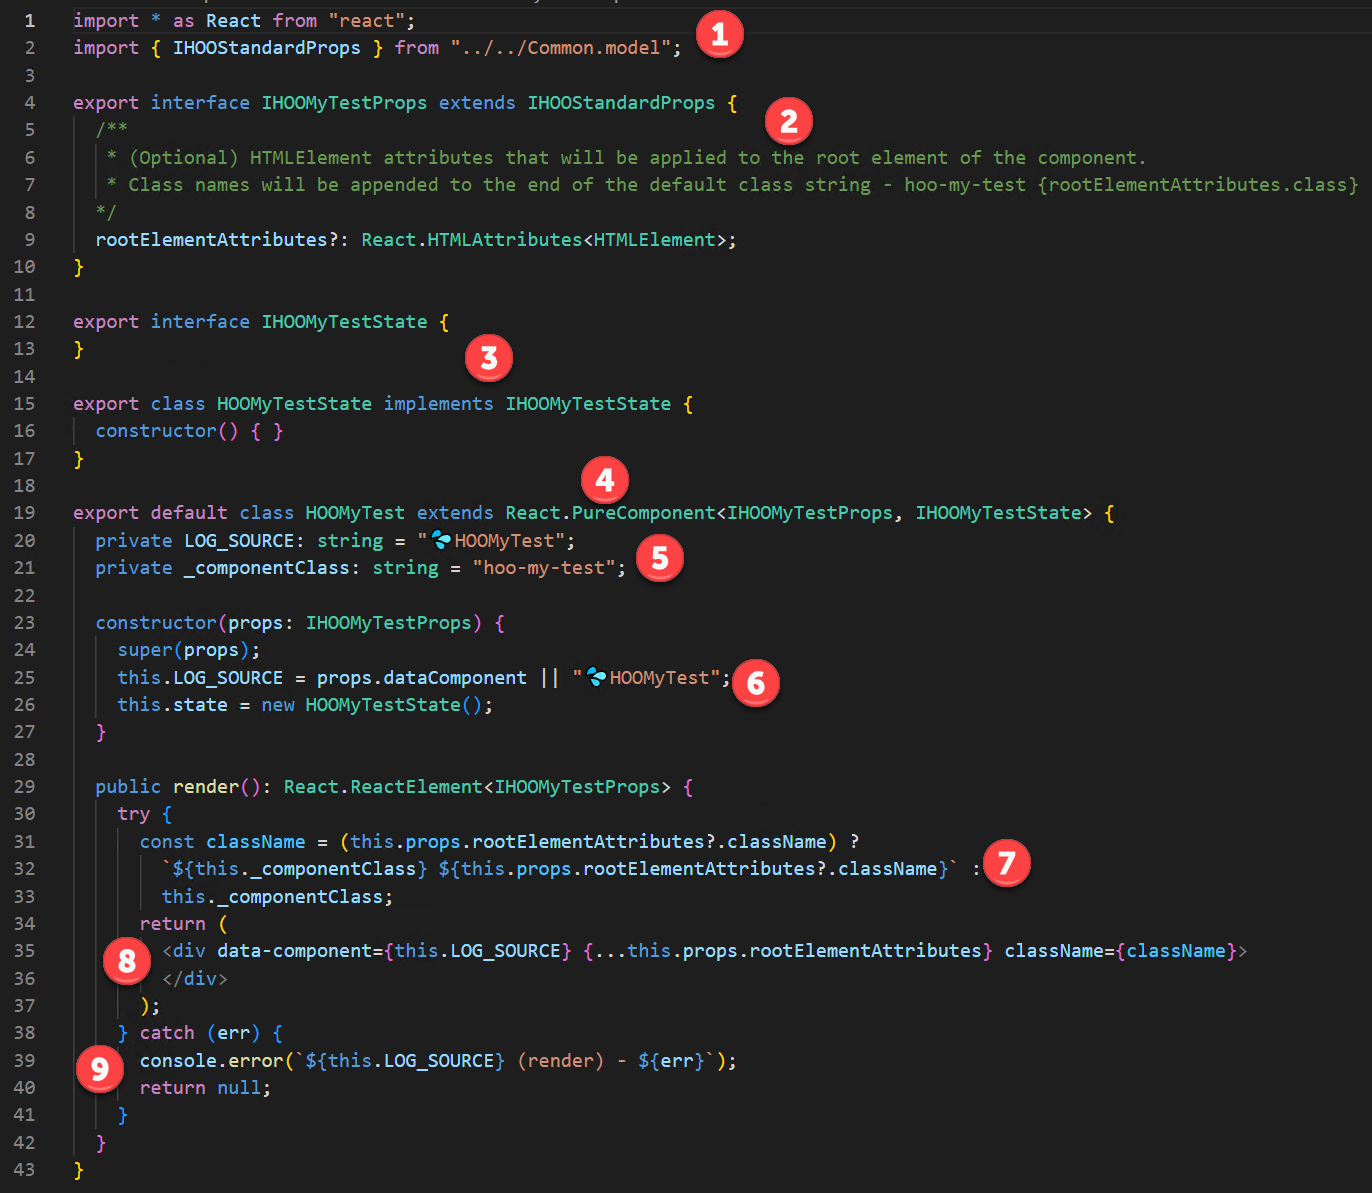 1 import * as React from "react";
2 import { IHOOStandardProps } from "../../Common.model"; 1
3
4 export interface IHOOMyTestProps extends IHOOStandardProps { 2
5 /**
6 * (Optional) HTMLElement attributes that will be applied to the root element of the component.
7 * Class names will be appended to the end of the default class string - hoo-my-test {rootElementAttributes.class}
8 */
9 rootElementAttributes?: React.HTMLAttributes<HTMLElement>;
10 }
11
12 export interface IHOOMyTestState {
13 } 3
14
15 export class HOOMyTestState implements IHOOMyTestState {
16 constructor() { }
17 }
18 4
19 export default class HOOMyTest extends React.PureComponent<IHOOMyTestProps, IHOOMyTestState> {
20 private LOG_SOURCE: string = "💦HOOMyTest";
21 private _componentClass: string = "hoo-my-test"; 5
22
23 constructor(props: IHOOMyTestProps) {
24 super(props);
25 this.LOG_SOURCE = props.dataComponent || "💦HOOMyTest"; 6
26 this.state = new HOOMyTestState();
27 }
28
29 public render(): React.ReactElement<IHOOMyTestProps> {
30 try {
31 const className = (this.props.rootElementAttributes?.className) ?
32 `${this._componentClass} ${this.props.rootElementAttributes?.className}` : 7
33 this._componentClass;
34 return (
35 8 <div data-component={this.LOG_SOURCE} {...this.props.rootElementAttributes} className={className}>
36 </div>
37 );
38 } catch (err) {
39 9 console.error(`${this.LOG_SOURCE} (render) - ${err}`);
40 return null;
41 }
42 }
43 }